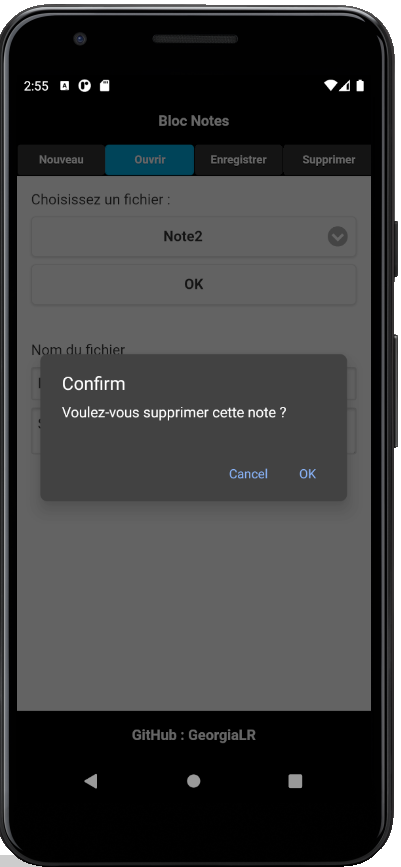 2:55
Bloc Notes
Nouveau Ouvrir Enregistrer Supprimer
Choisissez un fichier :
Note2
OK
Nom du fichier
Confirm
Voulez-vous supprimer cette note ?
Cancel OK
GitHub : GeorgiaLR